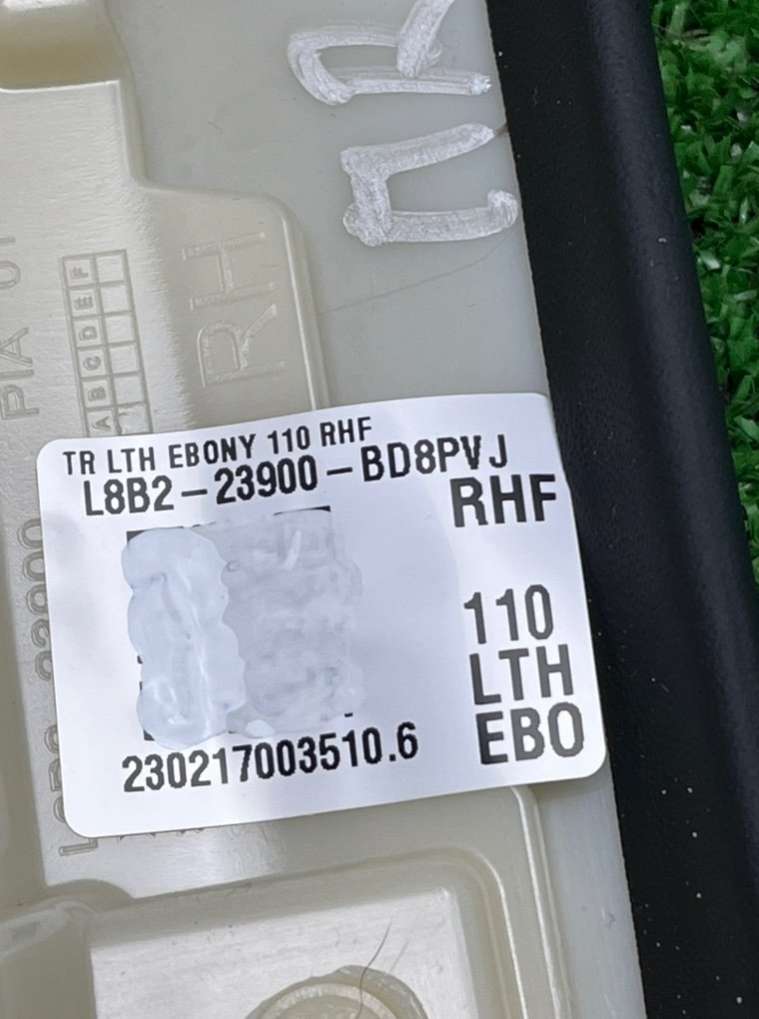 RH
A B C D E F
TR LTH EBONY 110 RHF
L8B2-23900-BD8PVJ
RHF
110
LTH
EBO
230217003510.6